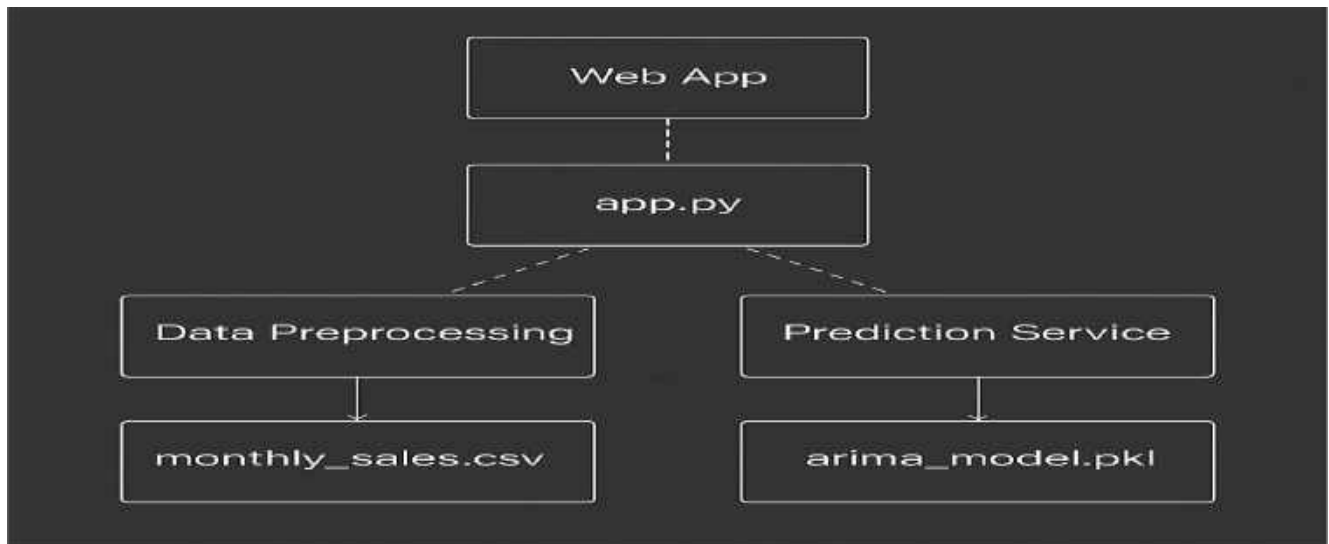 Web App
app.py
Data Preprocessing
Prediction Service
monthly_sales.csv
arima_model.pkl